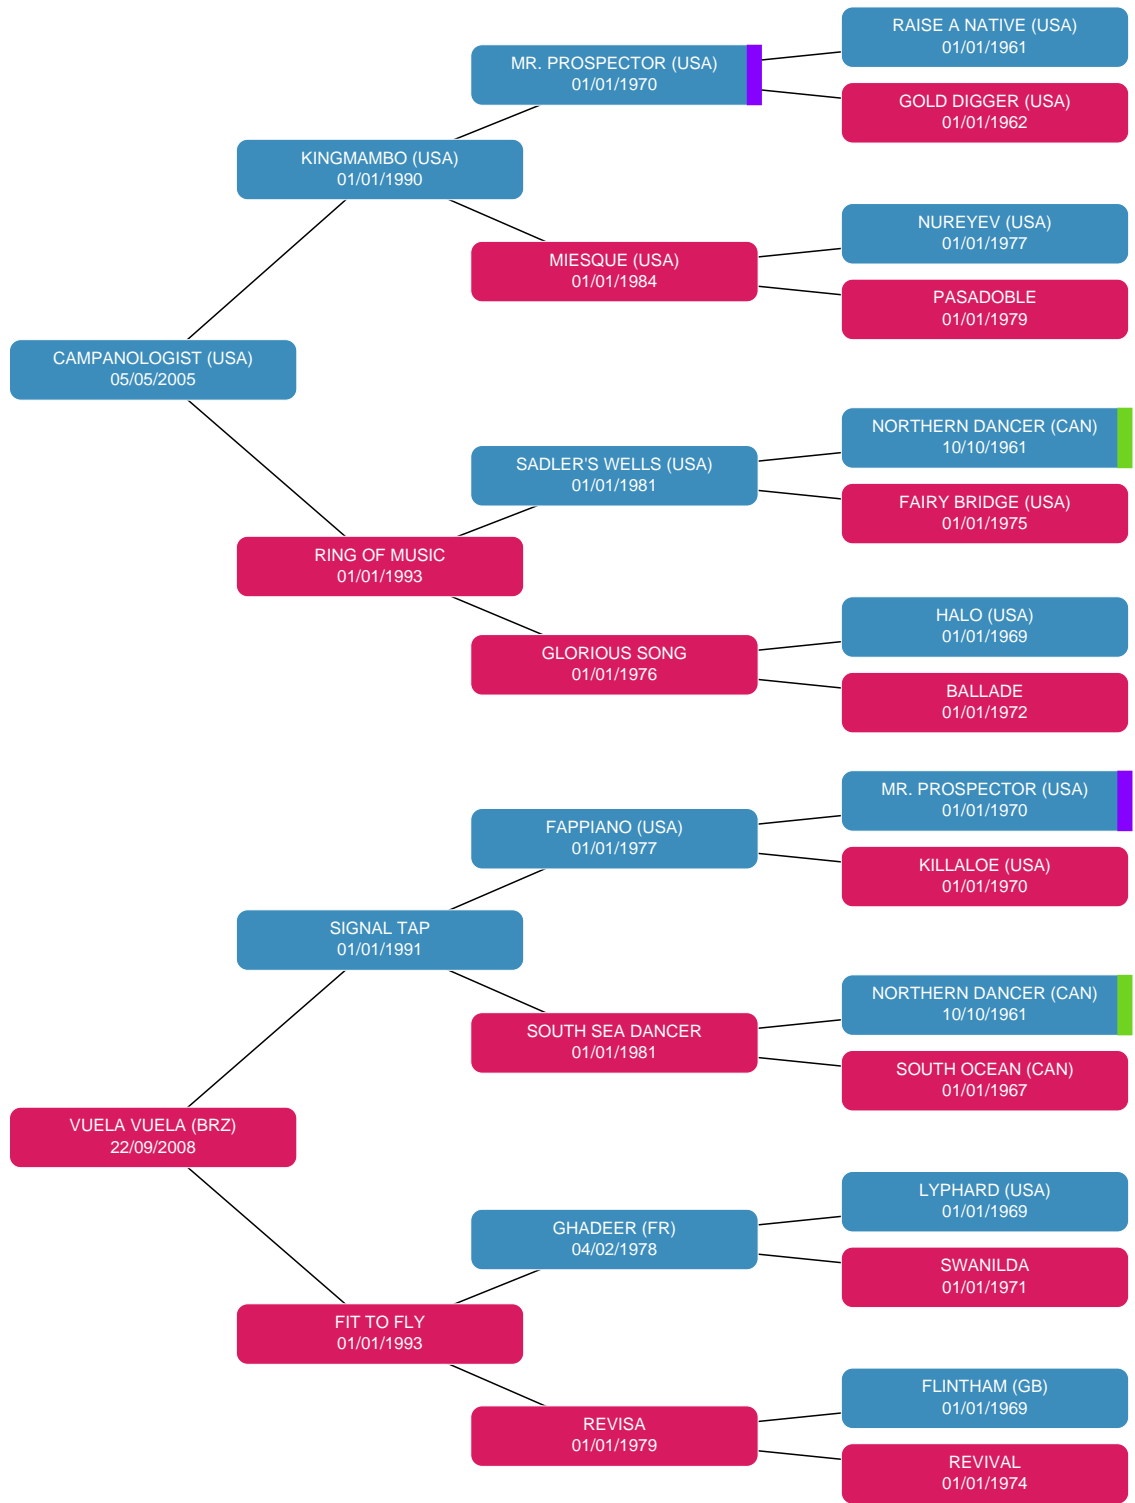 RAISE A NATIVE (USA)
01/01/1961
MR. PROSPECTOR (USA)
01/01/1970
GOLD DIGGER (USA)
01/01/1962
KINGMAMBO (USA)
01/01/1990
NUREYEV (USA)
01/01/1977
MIESQUE (USA)
01/01/1984
PASADOBLE
01/01/1979
CAMPANOLOGIST (USA)
05/05/2005
NORTHERN DANCER (CAN)
10/10/1961
SADLER'S WELLS (USA)
01/01/1981
FAIRY BRIDGE (USA)
01/01/1975
RING OF MUSIC
01/01/1993
HALO (USA)
01/01/1969
GLORIOUS SONG
01/01/1976
BALLADE
01/01/1972
MR. PROSPECTOR (USA)
01/01/1970
FAPPIANO (USA)
01/01/1977
KILLALOE (USA)
01/01/1970
SIGNAL TAP
01/01/1991
NORTHERN DANCER (CAN)
10/10/1961
SOUTH SEA DANCER
01/01/1981
SOUTH OCEAN (CAN)
01/01/1967
VUELA VUELA (BRZ)
22/09/2008
LYPHARD (USA)
01/01/1969
GHADEER (FR)
04/02/1978
SWANILDA
01/01/1971
FIT TO FLY
01/01/1993
FLINTHAM (GB)
01/01/1969
REVISA
01/01/1979
REVIVAL
01/01/1974